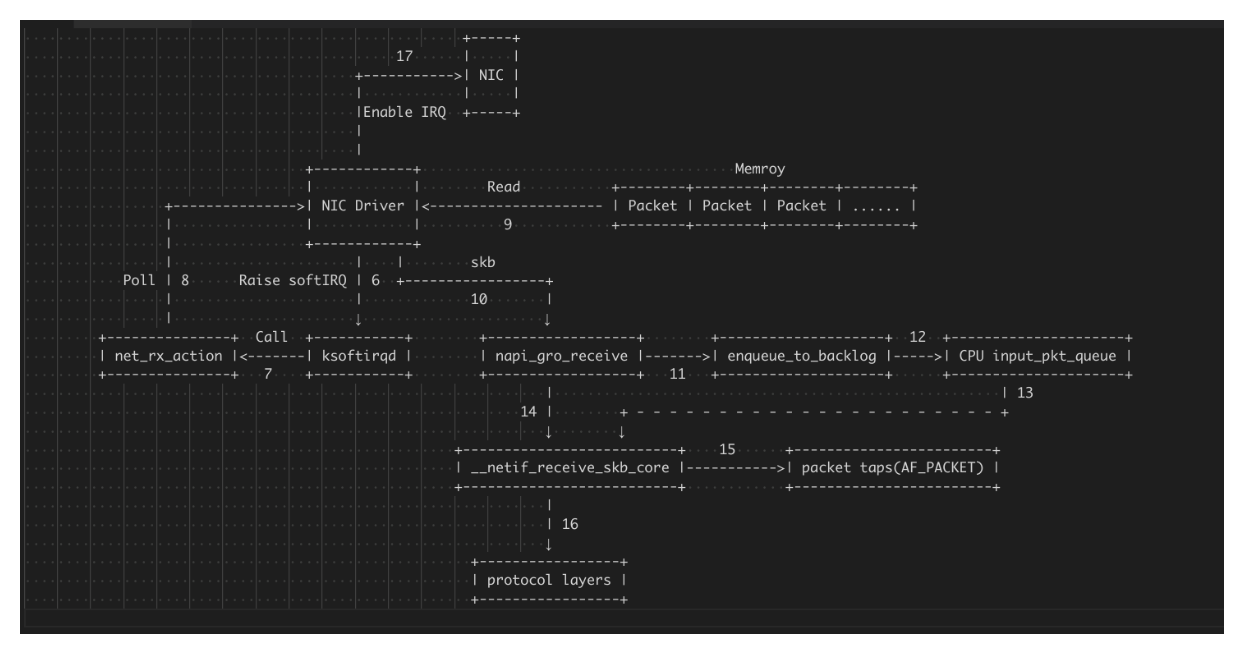 17
NIC
Enable IRQ
Memroy
Read
NIC Driver Packet Packet Packet ......
9
skb
Poll 8 Raise softIRQ 6
10
Call 12
net_rx_action ksoftirqd napi_gro_receive enqueue_to_backlog CPU input_pkt_queue
7 11
13
14
15
__netif_receive_skb_core packet taps(AF_PACKET)
16
protocol layers